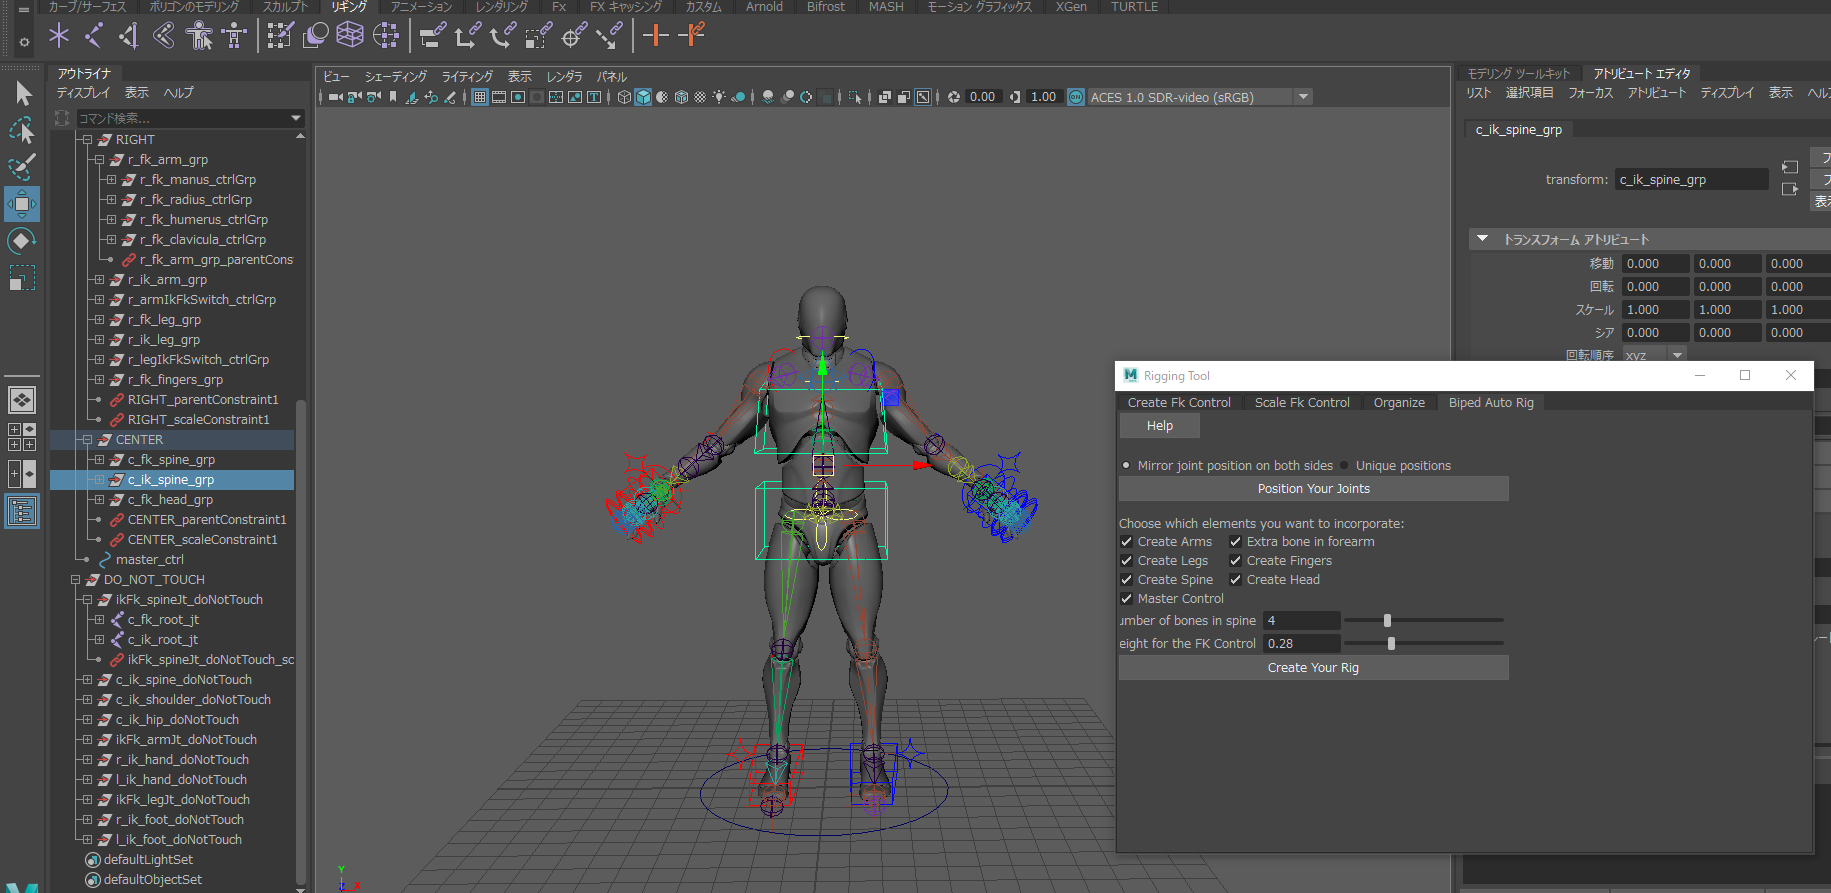 カーブ/サーフェス ポリゴンのモデリング スカルプト リギング アニメーション レンダリング Fx FX キャッシング カスタム Arnold Bifrost MASH モーション グラフィックス XGen TURTLE
アウトライナ
ディスプレイ 表示 ヘルプ
コマンド検索...
RIGHT
r_fk_arm_grp
r_fk_manus_ctrlGrp
r_fk_radius_ctrlGrp
r_fk_humerus_ctrlGrp
r_fk_clavicula_ctrlGrp
r_fk_arm_grp_parentCons
r_ik_arm_grp
r_armIkFkSwitch_ctrlGrp
r_fk_leg_grp
r_ik_leg_grp
r_legIkFkSwitch_ctrlGrp
r_fk_fingers_grp
RIGHT_parentConstraint1
RIGHT_scaleConstraint1
CENTER
c_fk_spine_grp
c_ik_spine_grp
c_fk_head_grp
CENTER_parentConstraint1
CENTER_scaleConstraint1
master_ctrl
DO_NOT_TOUCH
ikFk_spineJt_doNotTouch
c_fk_root_jt
c_ik_root_jt
ikFk_spineJt_doNotTouch_sc
c_ik_spine_doNotTouch
c_ik_shoulder_doNotTouch
c_ik_hip_doNotTouch
ikFk_armJt_doNotTouch
r_ik_hand_doNotTouch
l_ik_hand_doNotTouch
ikFk_legJt_doNotTouch
r_ik_foot_doNotTouch
l_ik_foot_doNotTouch
defaultLightSet
defaultObjectSet
ビュー シェーディング ライティング 表示 レンダラ パネル
0.00 1.00 ACES 1.0 SDR-video (sRGB)
モデリング ツールキット アトリビュート エディタ
リスト 選択項目 フォーカス アトリビュート ディスプレイ 表示 ヘル
c_ik_spine_grp
transform: c_ik_spine_grp
表示
トランスフォーム アトリビュート
移動 0.000 0.000 0.000
回転 0.000 0.000 0.000
スケール 1.000 1.000 1.000
シア 0.000 0.000 0.000
回転順序 xyz
Rigging Tool
Create Fk Control Scale Fk Control Organize Biped Auto Rig
Help
Mirror joint position on both sides Unique positions
Position Your Joints
Choose which elements you want to incorporate:
Create Arms Extra bone in forearm
Create Legs Create Fingers
Create Spine Create Head
Master Control
umber of bones in spine 4
eight for the FK Control 0.28
Create Your Rig